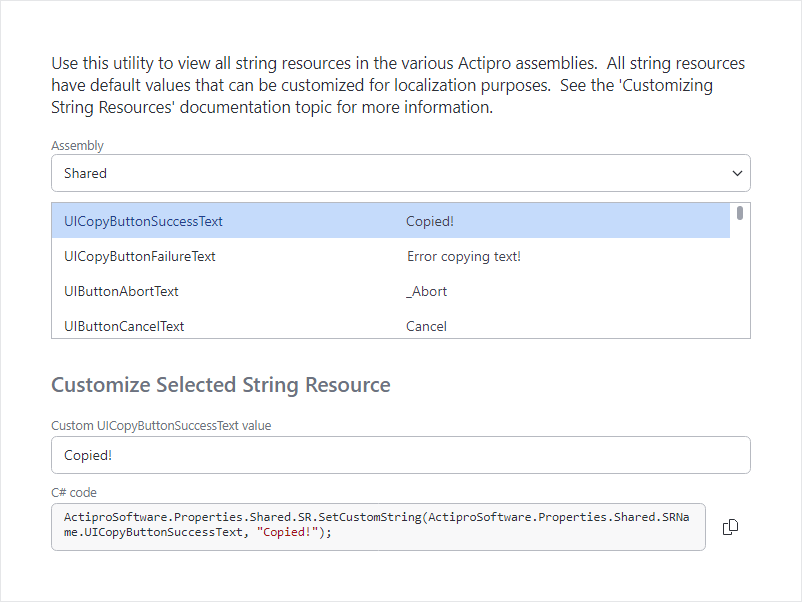 Use this utility to view all string resources in the various Actipro assemblies.  All string resources
have default values that can be customized for localization purposes.  See the 'Customizing
String Resources' documentation topic for more information.
Assembly
Shared
UICopyButtonSuccessText Copied!
UICopyButtonFailureText Error copying text!
UIButtonAbortText _Abort
UIButtonCancelText Cancel
Customize Selected String Resource
Custom UICopyButtonSuccessText value
Copied!
C# code
ActiproSoftware.Properties.Shared.SR.SetCustomString(ActiproSoftware.Properties.Shared.SRNa
me.UICopyButtonSuccessText, "Copied!");